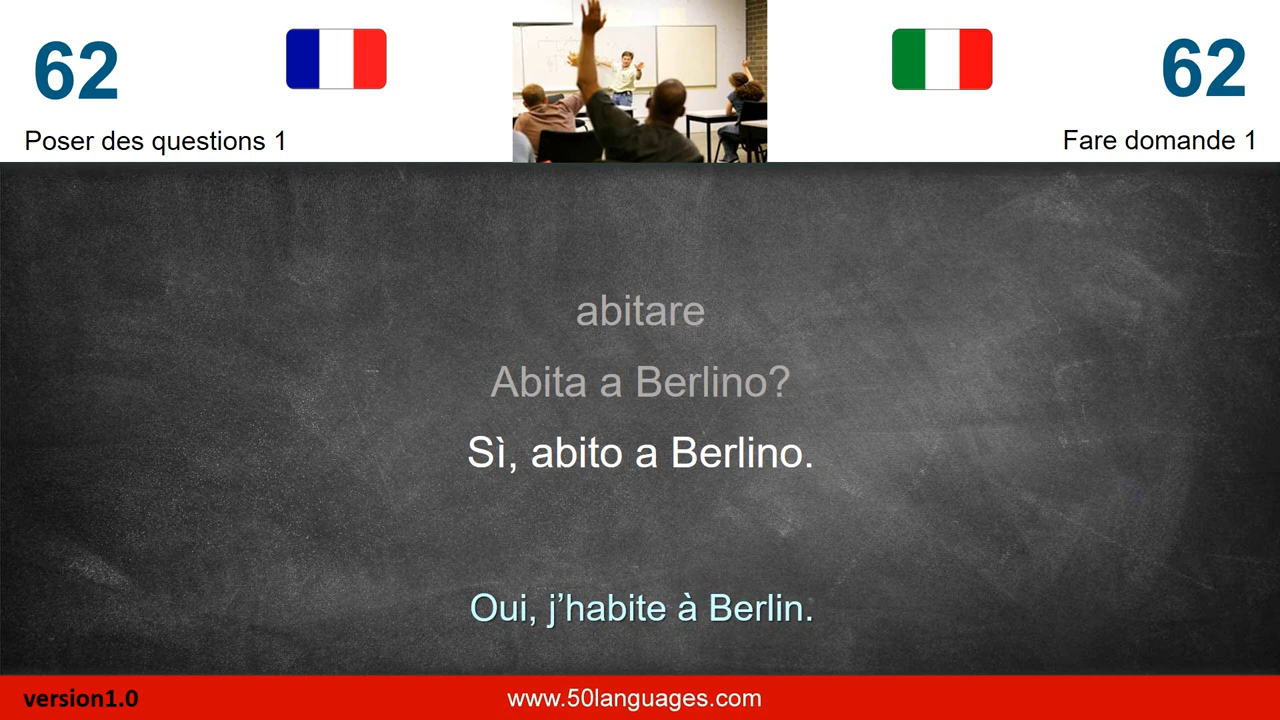 62
62
Poser des questions 1
Fare domande 1
abitare
Abita a Berlino?
Sì, abito a Berlino.
Oui, j’habite à Berlin.
version1.0
www.50languages.com